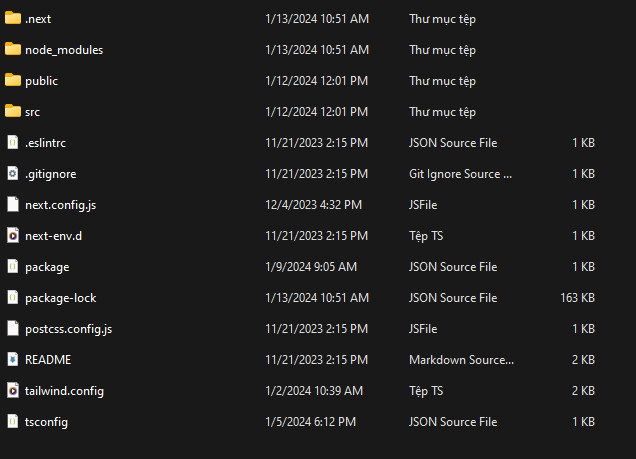 .next 1/13/2024 10:51 AM Thư mục tệp
node_modules 1/13/2024 10:51 AM Thư mục tệp
public 1/12/2024 12:01 PM Thư mục tệp
src 1/12/2024 12:01 PM Thư mục tệp
.eslintrc 11/21/2023 2:15 PM JSON Source File 1 KB
.gitignore 11/21/2023 2:15 PM Git Ignore Source ... 1 KB
next.config.js 12/4/2023 4:32 PM JSFile 1 KB
next-env.d 11/21/2023 2:15 PM Tệp TS 1 KB
package 1/9/2024 9:05 AM JSON Source File 1 KB
package-lock 1/13/2024 10:51 AM JSON Source File 163 KB
postcss.config.js 11/21/2023 2:15 PM JSFile 1 KB
README 11/21/2023 2:15 PM Markdown Source... 2 KB
tailwind.config 1/2/2024 10:39 AM Tệp TS 2 KB
tsconfig 1/5/2024 6:12 PM JSON Source File 1 KB